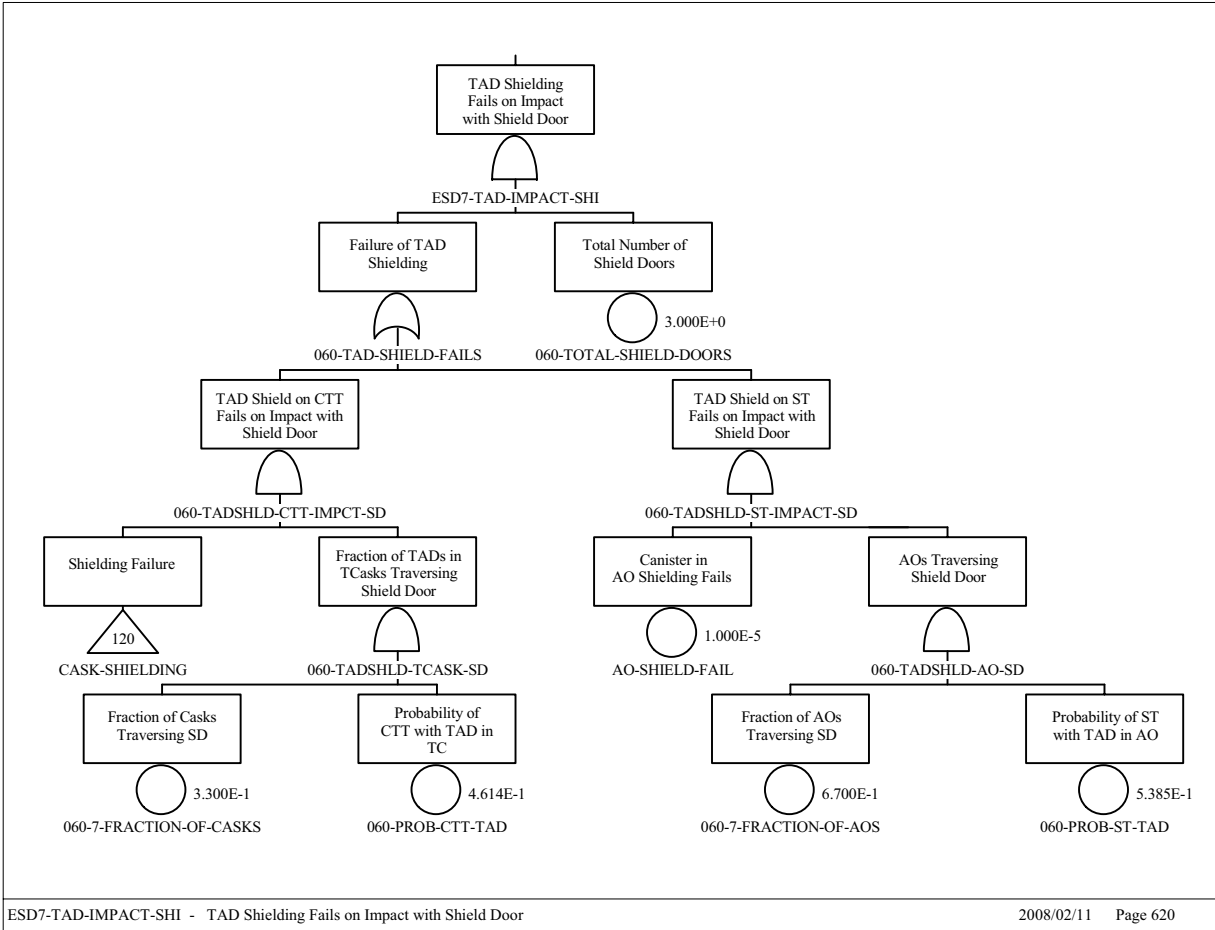 TAD Shielding
Fails on Impact
with Shield Door
ESD7-TAD-IMPACT-SHI
Failure of TAD
Shielding
Total Number of
Shield Doors
3.000E+0
060-TAD-SHIELD-FAILS
060-TOTAL-SHIELD-DOORS
TAD Shield on CTT
Fails on Impact with
Shield Door
TAD Shield on ST
Fails on Impact with
Shield Door
060-TADSHLD-CTT-IMPCT-SD
060-TADSHLD-ST-IMPACT-SD
Shielding Failure
Fraction of TADs in
TCasks Traversing
Shield Door
Canister in
AO Shielding Fails
AOs Traversing
Shield Door
120
1.000E-5
CASK-SHIELDING
060-TADSHLD-TCASK-SD
AO-SHIELD-FAIL
060-TADSHLD-AO-SD
Fraction of Casks
Traversing SD
Probability of
CTT with TAD in
TC
Fraction of AOs
Traversing SD
Probability of ST
with TAD in AO
3.300E-1
4.614E-1
6.700E-1
5.385E-1
060-7-FRACTION-OF-CASKS
060-PROB-CTT-TAD
060-7-FRACTION-OF-AOS
060-PROB-ST-TAD
ESD7-TAD-IMPACT-SHI - TAD Shielding Fails on Impact with Shield Door
2008/02/11 Page 620